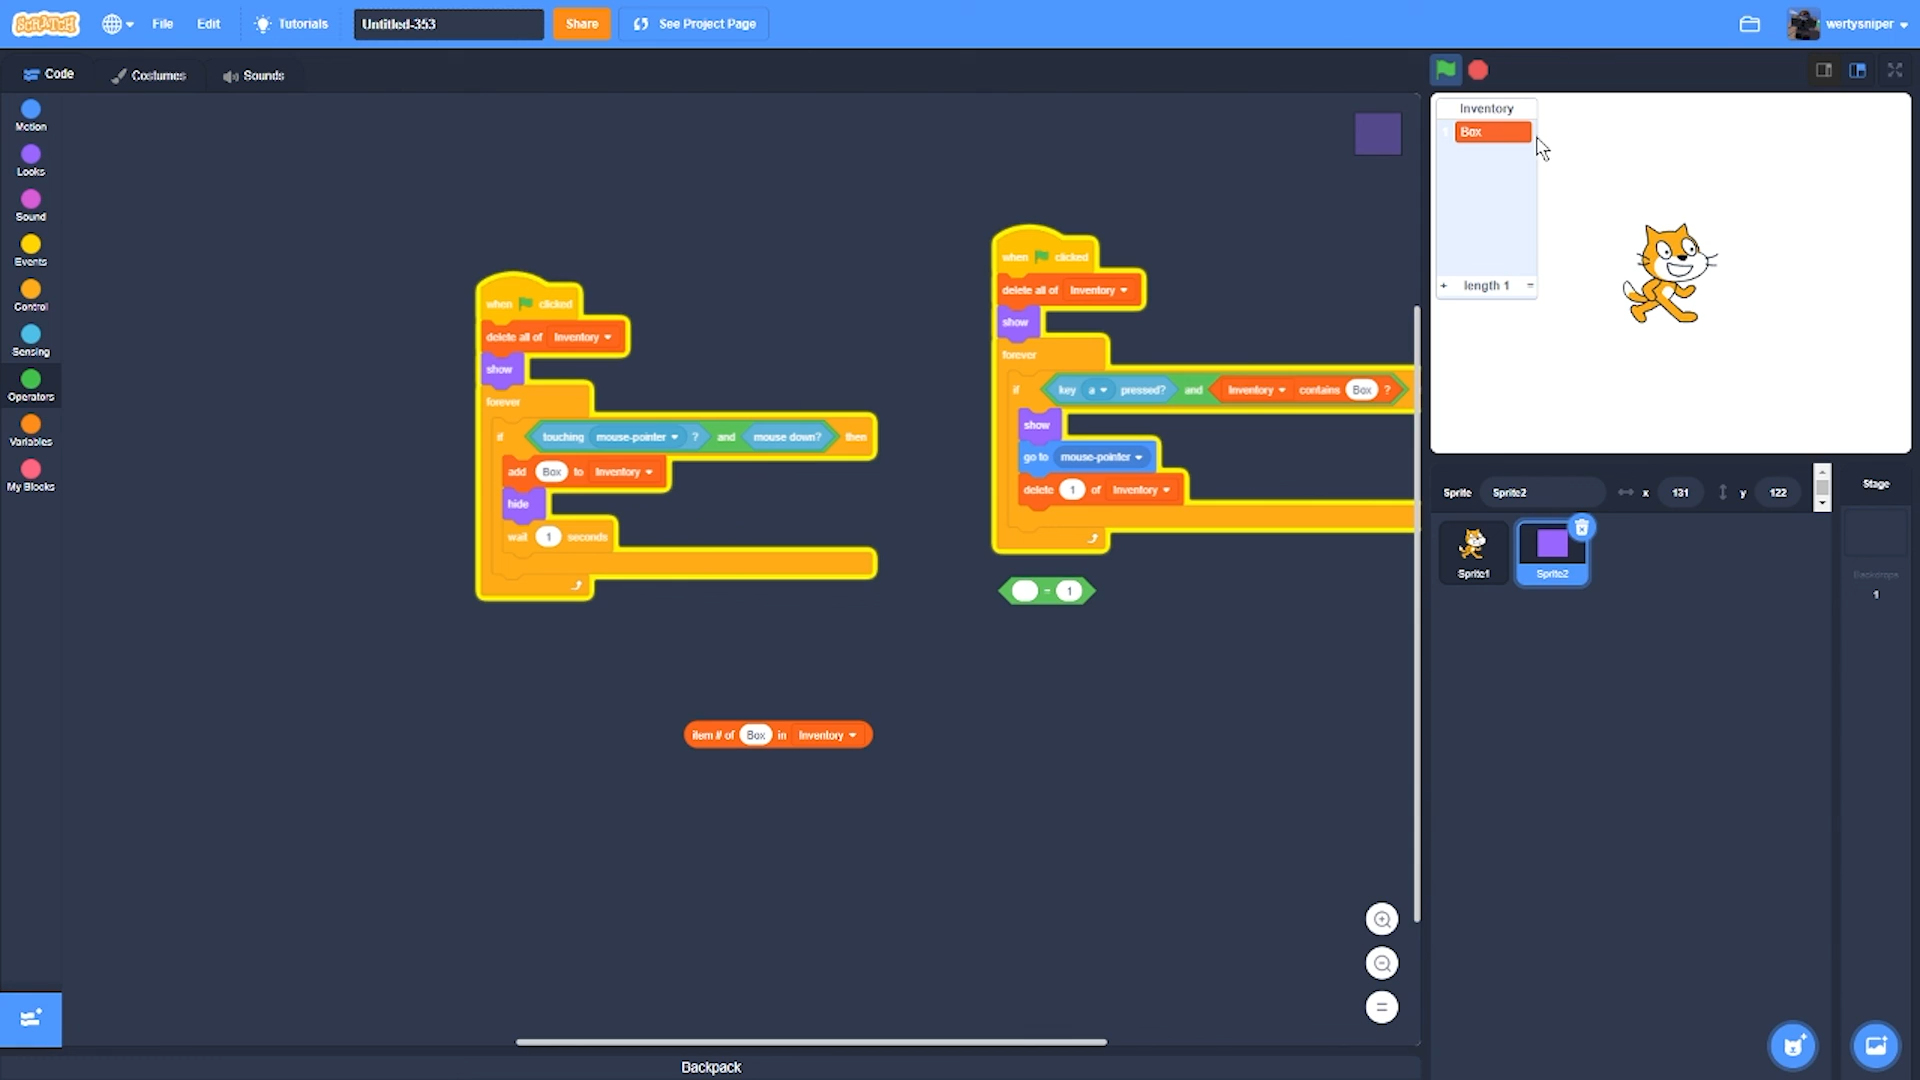 SCRATCH File Edit Tutorials Untitled-353 Share See Project Page wertysniper
Code Costumes Sounds
Motion
Looks
Sound
Events
Control
Sensing
Operators
Variables
My Blocks
when clicked
delete all of Inventory
show
forever
if touching mouse-pointer ? and mouse down? then
add Box to Inventory
hide
wait 1 seconds
when clicked
delete all of Inventory
show
forever
if key a pressed? and Inventory contains Box ?
show
go to mouse-pointer
delete 1 of Inventory
= 1
item # of Box in Inventory
Backpack
Inventory
1 Box
+ length 1 =
Sprite Sprite2 x 131 y 122
Sprite1
Sprite2
Stage
Backdrops
1